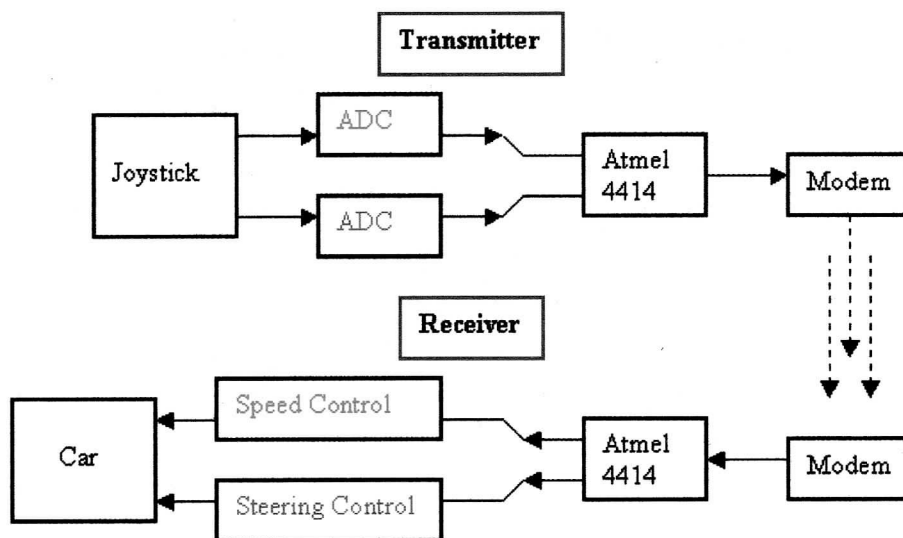 Transmitter
ADC
Joystick
ADC
Atmel
4414
Modem
Receiver
Speed Control
Car
Steering Control
Atmel
4414
Modem